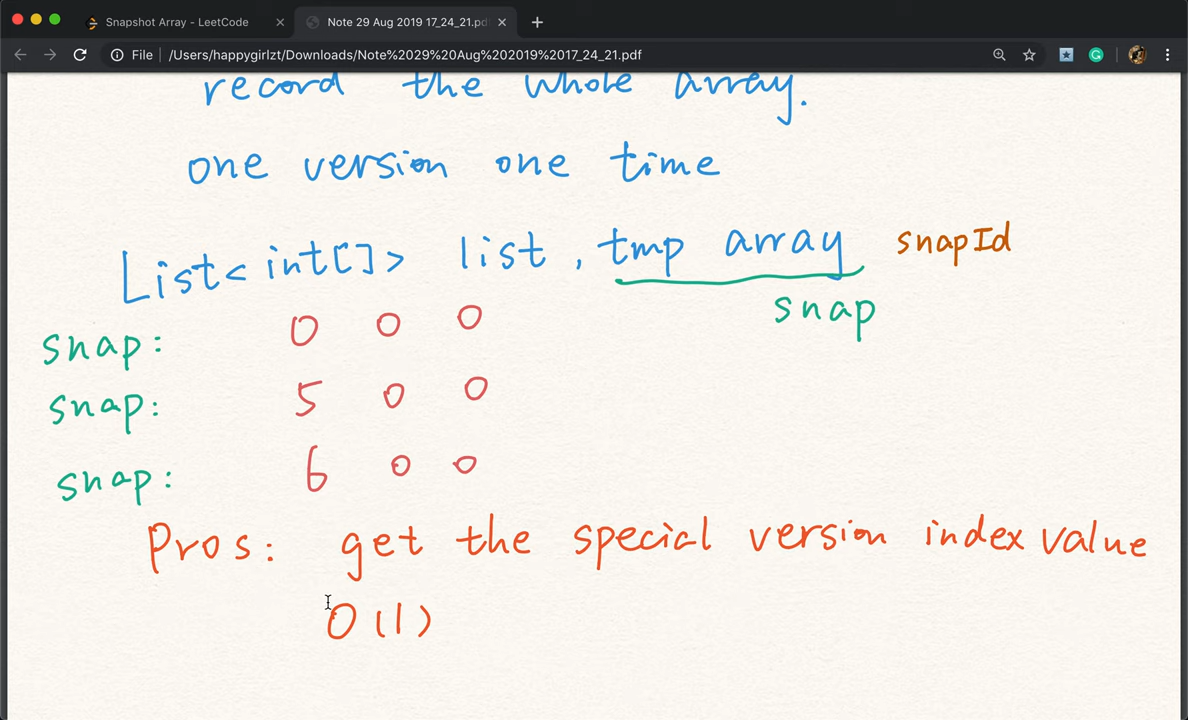 Snapshot Array - LeetCode
Note 29 Aug 2019 17_24_21.pd
File /Users/happygirlzt/Downloads/Note%2029%20Aug%202019%2017_24_21.pdf
record the whole array.
one version one time
List<int[]> list, tmp array snapId
snap
snap: 0 0 0
snap: 5 0 0
snap: 6 0 0
Pros: get the special version index value
O(1)